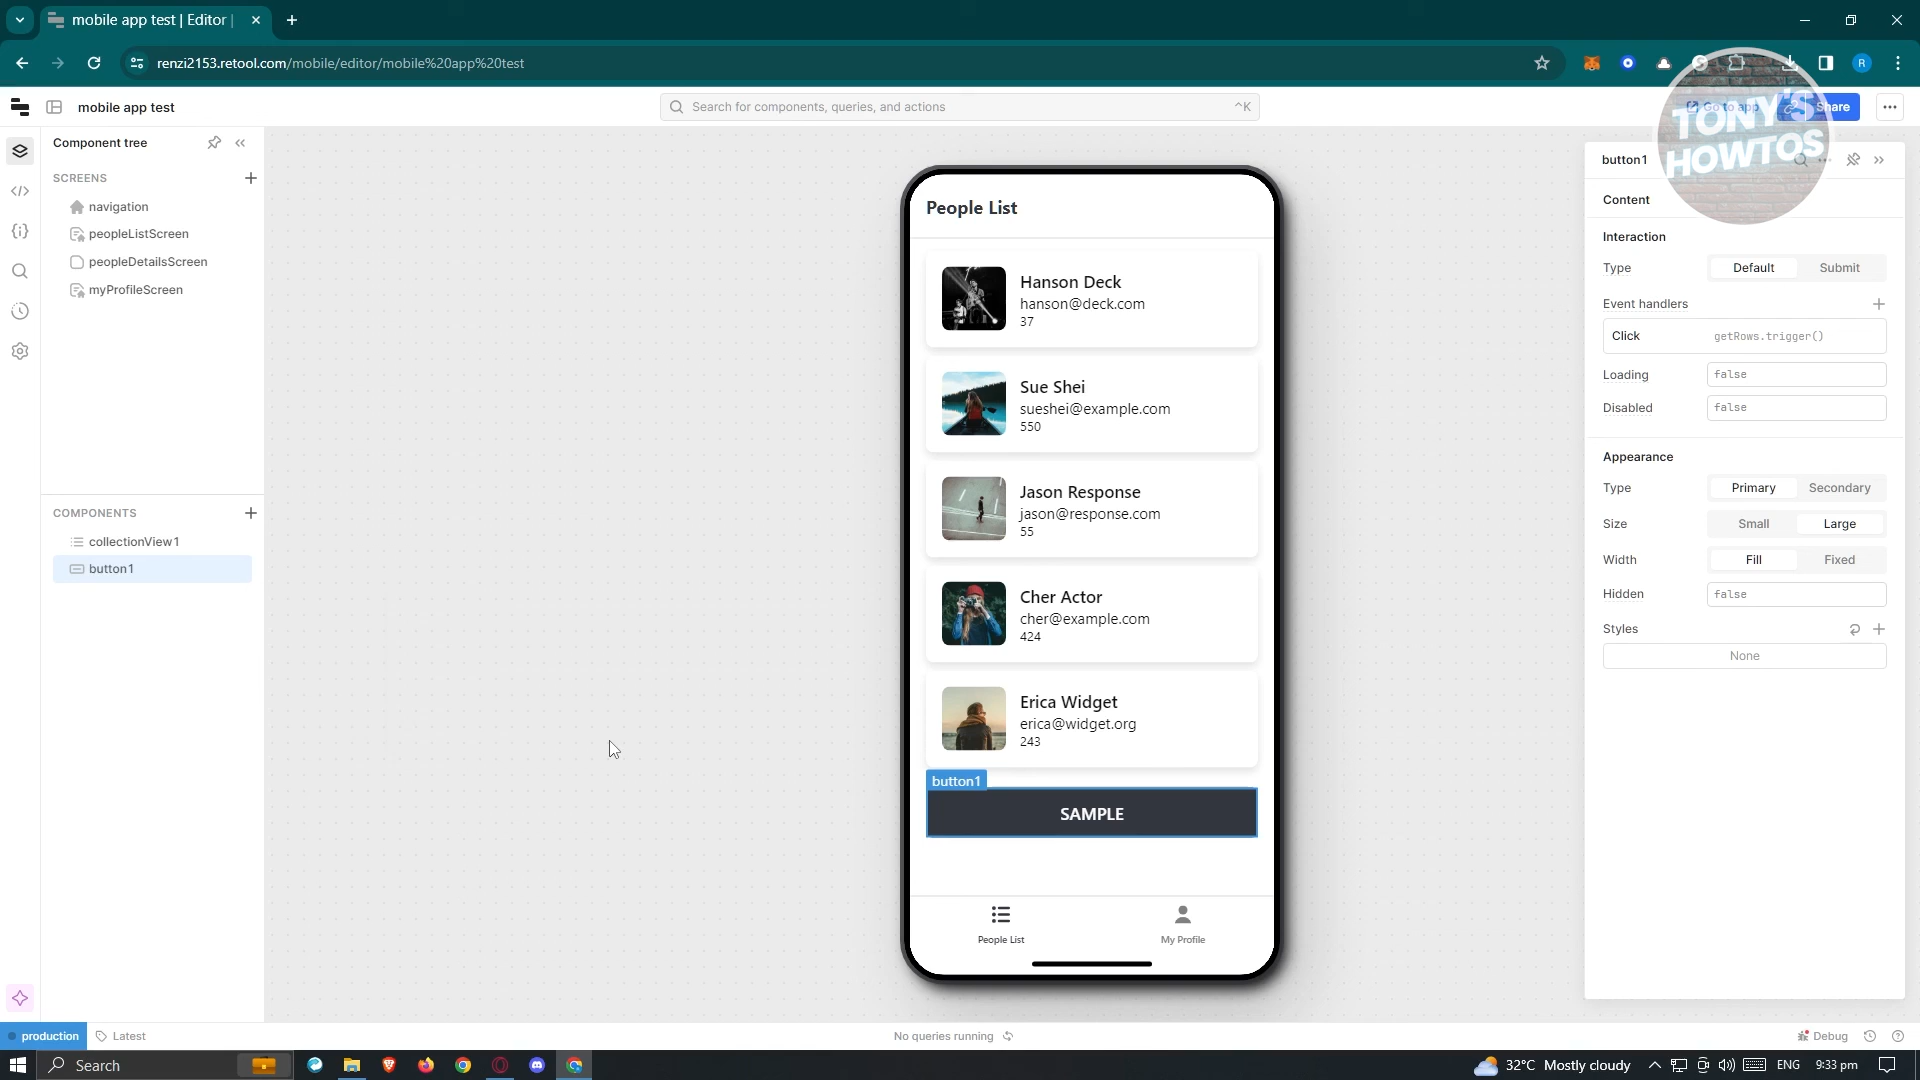 mobile app test | Editor |
renzi2153.retool.com/mobile/editor/mobile%20app%20test
mobile app test
Search for components, queries, and actions
^K
Go to app
Share
TONY'S
HOWTOS
Component tree
SCREENS
navigation
peopleListScreen
peopleDetailsScreen
myProfileScreen
COMPONENTS
collectionView1
button1
People List
Hanson Deck
hanson@deck.com
37
Sue Shei
sueshei@example.com
550
Jason Response
jason@response.com
55
Cher Actor
cher@example.com
424
Erica Widget
erica@widget.org
243
button1
SAMPLE
People List
My Profile
button1
Content
Interaction
Type
Default
Submit
Event handlers
Click
getRows.trigger()
Loading
false
Disabled
false
Appearance
Type
Primary
Secondary
Size
Small
Large
Width
Fill
Fixed
Hidden
false
Styles
None
production
Latest
No queries running
Debug
Search
32°C Mostly cloudy
ENG
9:33 pm
R